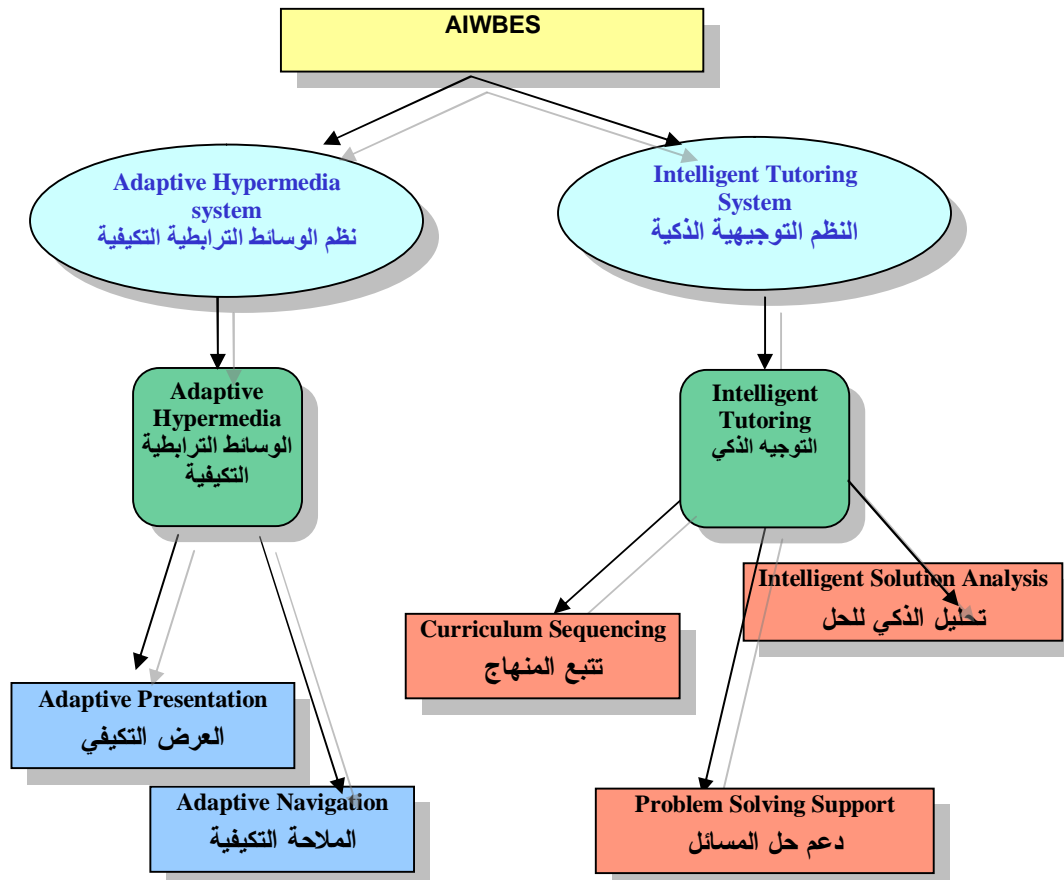 AIWBES
Adaptive Hypermedia
system
نظم الوسائط الترابطية التكيفية
Intelligent Tutoring
System
النظم التوجيهية الذكية
Adaptive
Hypermedia
الوسائط الترابطية
التكيفية
Intelligent
Tutoring
التوجيه الذكي
Intelligent Solution Analysis
تحليل الذكي للحل
Curriculum Sequencing
تتبع المنهاج
Adaptive Presentation
العرض التكيفي
Adaptive Navigation
الملاحة التكيفية
Problem Solving Support
دعم حل المسائل